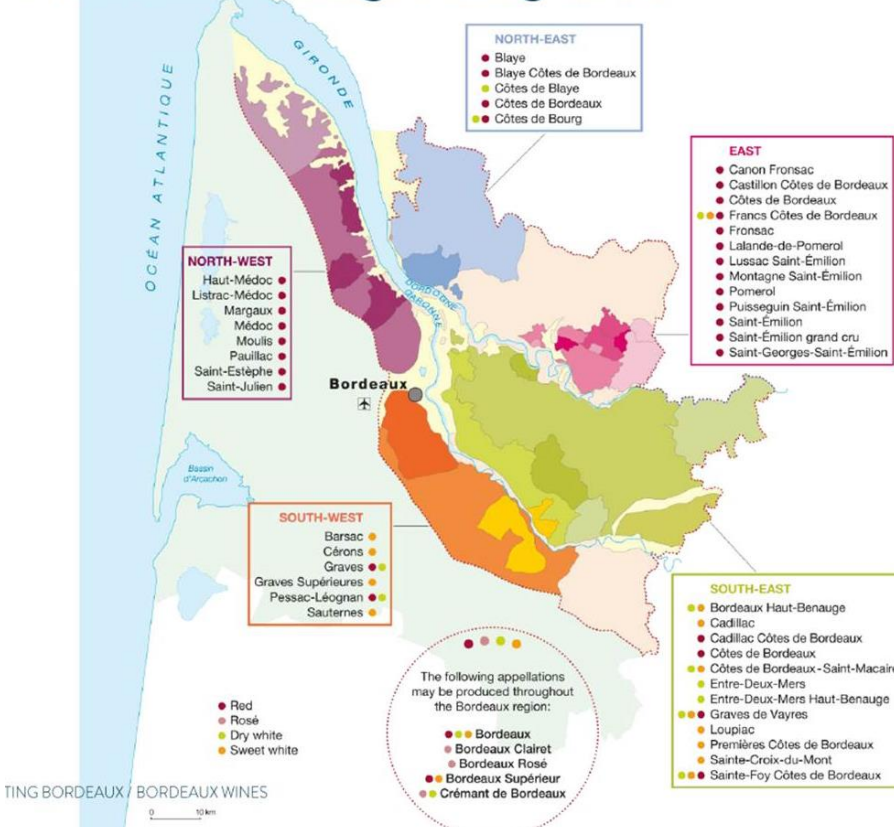 OCÉAN ATLANTIQUE
GIRONDE
NORTH-EAST
Blaye
Blaye Côtes de Bordeaux
Côtes de Blaye
Côtes de Bordeaux
Côtes de Bourg
EAST
Canon Fronsac
Castillon Côtes de Bordeaux
Côtes de Bordeaux
Francs Côtes de Bordeaux
Fronsac
Lalande-de-Pomerol
Lussac Saint-Émilion
Montagne Saint-Émilion
Pomerol
Puisseguin Saint-Émilion
Saint-Émilion
Saint-Émilion grand cru
Saint-Georges-Saint-Émilion
NORTH-WEST
Haut-Médoc
Listrac-Médoc
Margaux
Médoc
Moulis
Pauillac
Saint-Estèphe
Saint-Julien
DORDOGNE
GARONNE
Bordeaux
Bassin
d'Arcachon
SOUTH-WEST
Barsac
Cérons
Graves
Graves Supérieures
Pessac-Léognan
Sauternes
SOUTH-EAST
Bordeaux Haut-Benauge
Cadillac
Cadillac Côtes de Bordeaux
Côtes de Bordeaux
Côtes de Bordeaux-Saint-Macaire
Entre-Deux-Mers
Entre-Deux-Mers Haut-Benauge
Graves de Vayres
Loupiac
Premières Côtes de Bordeaux
Sainte-Croix-du-Mont
Sainte-Foy Côtes de Bordeaux
The following appellations
may be produced throughout
the Bordeaux region:
Bordeaux
Bordeaux Clairet
Bordeaux Rosé
Bordeaux Supérieur
Crémant de Bordeaux
Red
Rosé
Dry white
Sweet white
TING BORDEAUX / BORDEAUX WINES
0 10 km